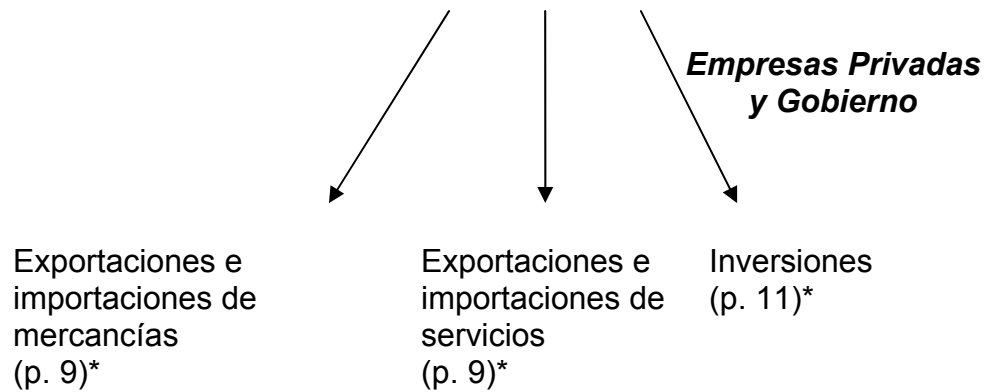 Empresas Privadas
y Gobierno
Exportaciones e
importaciones de
mercancías
(p. 9)*
Exportaciones e
importaciones de
servicios
(p. 9)*
Inversiones
(p. 11)*